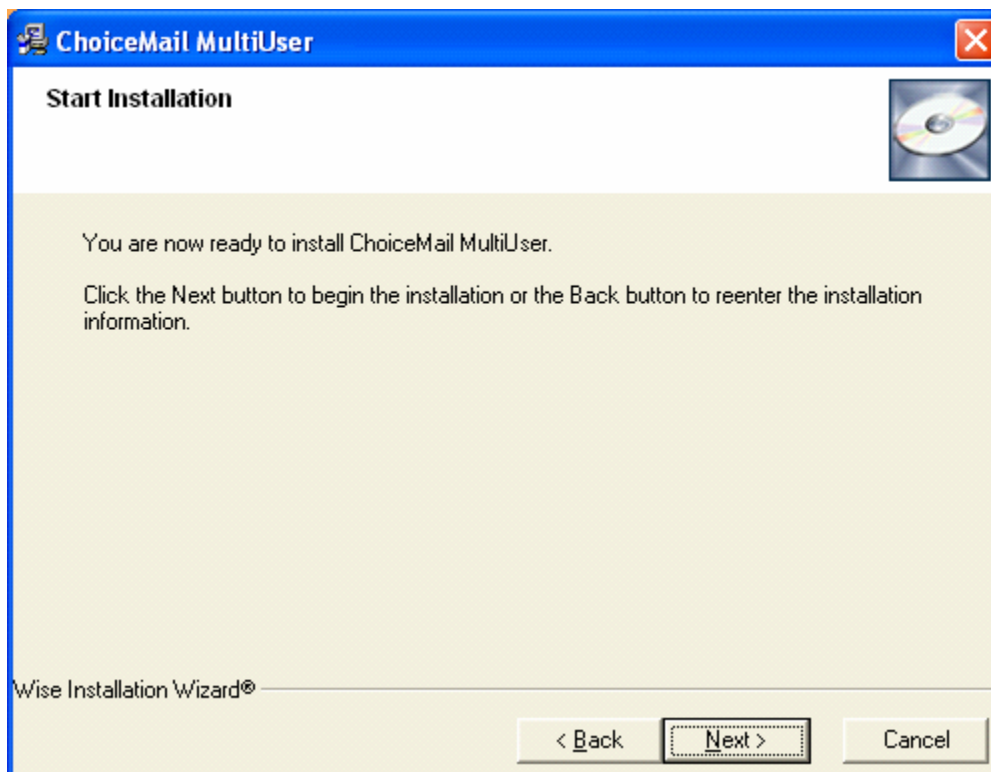 ChoiceMail MultiUser
Start Installation
You are now ready to install ChoiceMail MultiUser.
Click the Next button to begin the installation or the Back button to reenter the installation
information.
Wise Installation Wizard®
< Back
Next >
Cancel